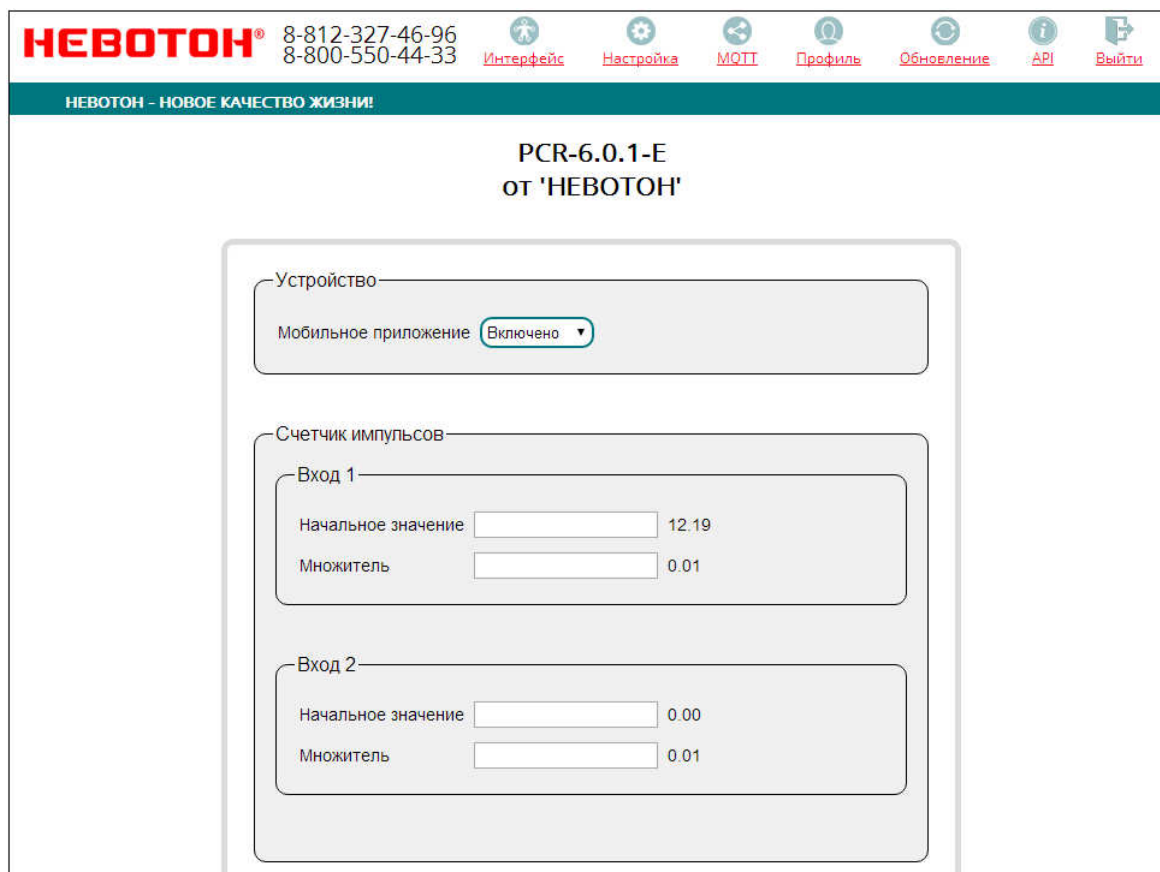 НЕВОТОН®
8-812-327-46-96
8-800-550-44-33
Интерфейс Настройка MQTT Профиль Обновление API Выйти
НЕВОТОН - НОВОЕ КАЧЕСТВО ЖИЗНИ!
PCR-6.0.1-E
от 'НЕВОТОН'
Устройство
Мобильное приложение Включено
Счетчик импульсов
Вход 1
Начальное значение 12.19
Множитель 0.01
Вход 2
Начальное значение 0.00
Множитель 0.01